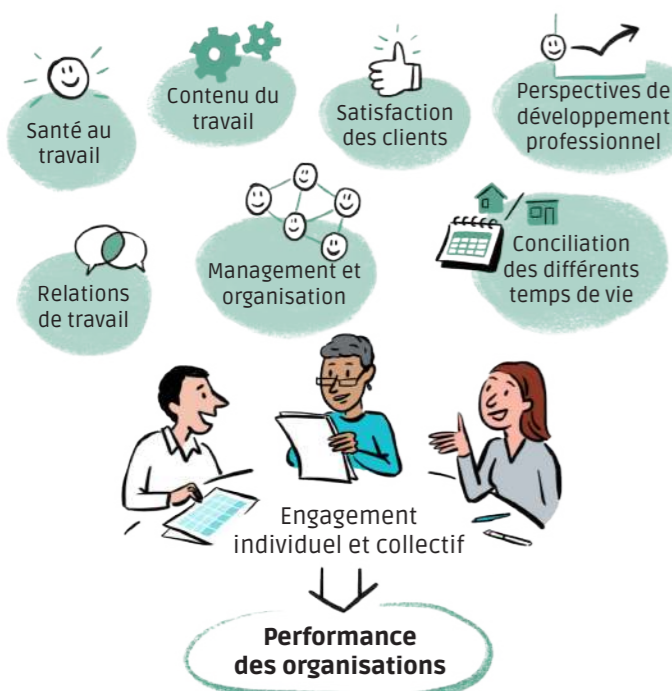 Santé au
travail
Contenu du
travail
Satisfaction
des clients
Perspectives de
développement
professionnel
Relations
de travail
Management et
organisation
Conciliation
des différents
temps de vie
Engagement
individuel et collectif
Performance
des organisations